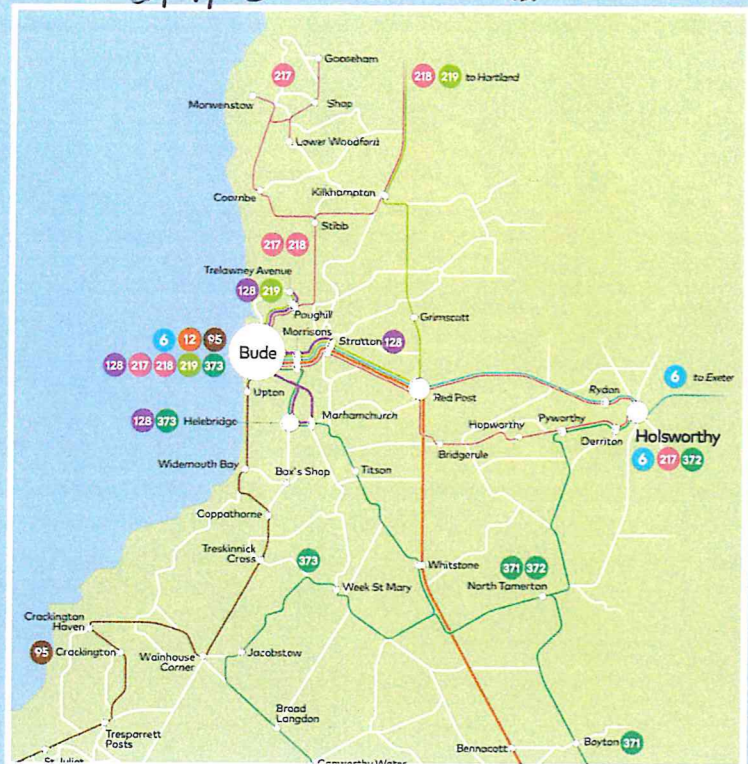 Gooseham
217
218 219 to Hartland
Morwenstow
Shop
Lower Woodford
Coombe
Kilkhampton
Stibb
217 218
Trelawney Avenue
128 219
Poughill
Grimscott
Morrisons
Stratton 128
6 12 95
Bude
128 217 218 219 373
6 to Exeter
Upton
Red Post
Rydon
128 373 Helebridge
Marhamchurch
Hopworthy
Pyworthy
Holsworthy
Derriton
Bridgerule
6 217 372
Widemouth Bay
Box's Shop
Titson
Coppathorne
Treskinnick
Cross
373
Whitstone
371 372
Week St Mary
North Tamerton
Crackington
Haven
95 Crackington
Wainhouse
Corner
Jacobstow
Broad
Langdon
Tresparrett
Posts
Bennacott
Boyton 371
St Juliot
Canworthy Water